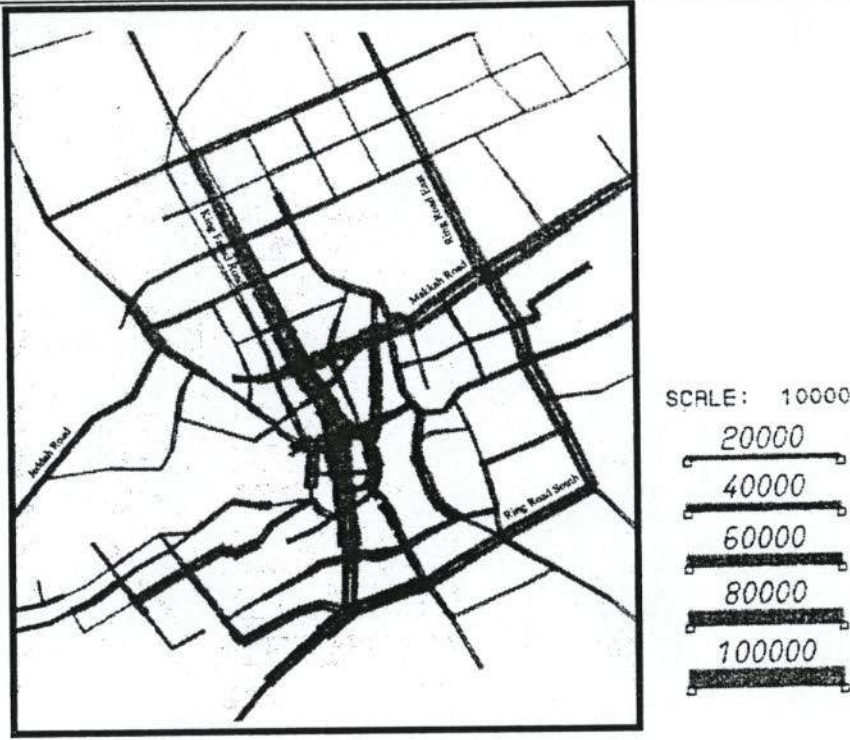 King Fahad Road
Ring Road East
Makkah Road
Jeddah Road
Ring Road South
SCALE: 10000
20000
40000
60000
80000
100000